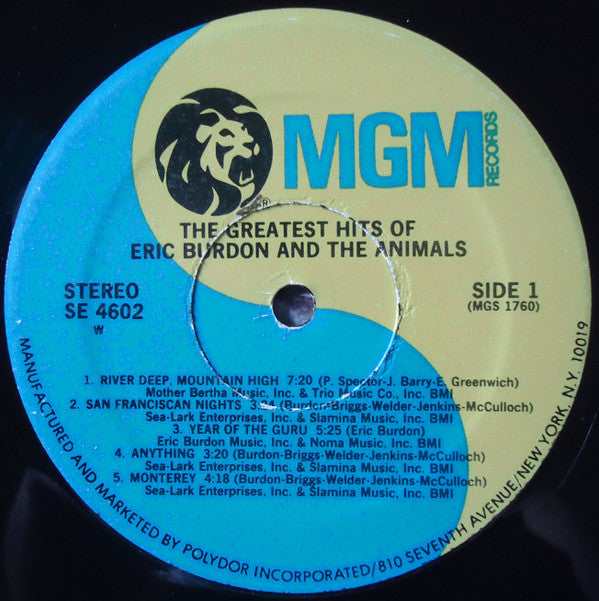 MGM
RECORDS
®
THE GREATEST HITS OF
ERIC BURDON AND THE ANIMALS
STEREO
SE 4602
W
SIDE 1
(MGS 1760)
1. RIVER DEEP, MOUNTAIN HIGH 7:20 (P. Spector-J. Barry-E. Greenwich)
Mother Bertha Music, Inc. & Trio Music Co., Inc. BMI
2. SAN FRANCISCAN NIGHTS 3:24 (Burdon-Briggs-Welder-Jenkins-McCulloch)
Sea-Lark Enterprises, Inc. & Slamina Music, Inc. BMI
3. YEAR OF THE GURU 5:25 (Eric Burdon)
Eric Burdon Music, Inc. & Noma Music, Inc. BMI
4. ANYTHING 3:20 (Burdon-Briggs-Welder-Jenkins-McCulloch)
Sea-Lark Enterprises, Inc. & Slamina Music, Inc. BMI
5. MONTEREY 4:18 (Burdon-Briggs-Welder-Jenkins-McCulloch)
Sea-Lark Enterprises, Inc. & Slamina Music, Inc. BMI
MANUFACTURED AND MARKETED BY POLYDOR INCORPORATED/810 SEVENTH AVENUE/NEW YORK, N.Y. 10019